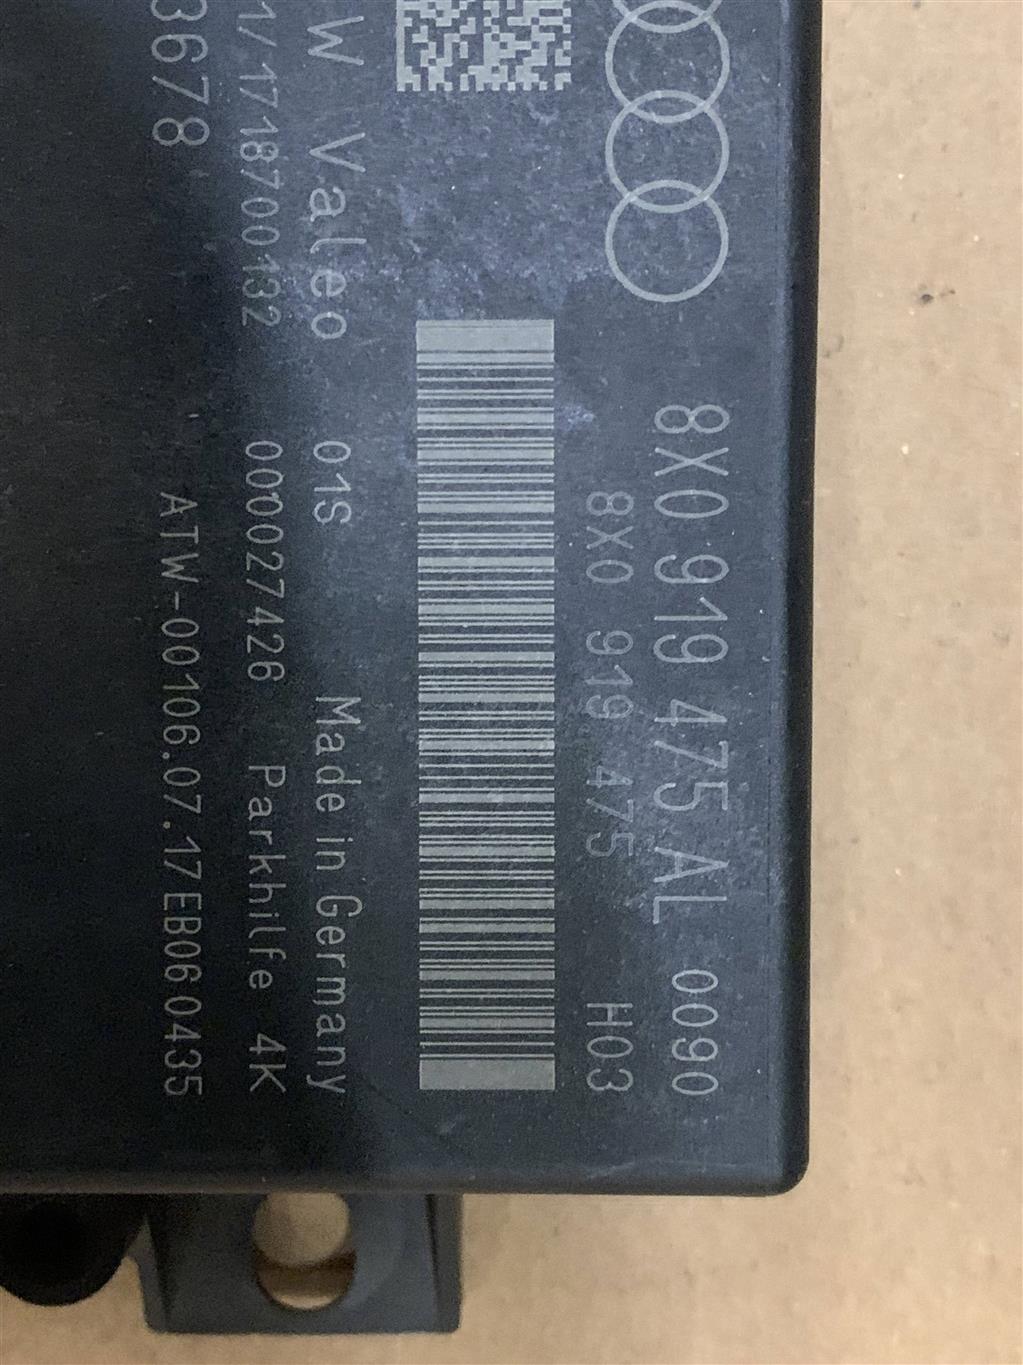 8X0 919 475 AL 0090
8X0 919 475 H03
W Valeo 01S Made in Germany
1/1718700132 000027426 Parkhilfe 4K
3678 ATW-00106.07.17EB060435